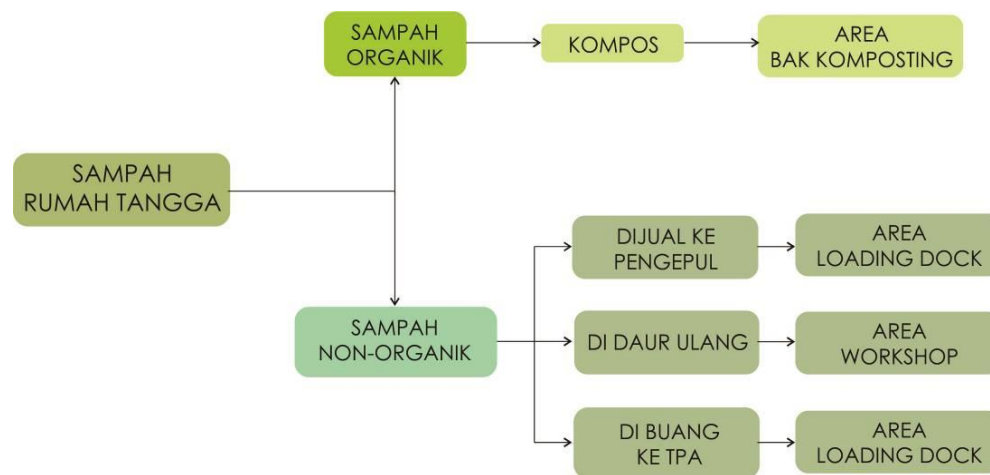 SAMPAH
ORGANIK
KOMPOS
AREA
BAK KOMPOSTING
SAMPAH
RUMAH TANGGA
SAMPAH
NON-ORGANIK
DIJUAL KE
PENGEPUL
AREA
LOADING DOCK
DI DAUR ULANG
AREA
WORKSHOP
DI BUANG
KE TPA
AREA
LOADING DOCK